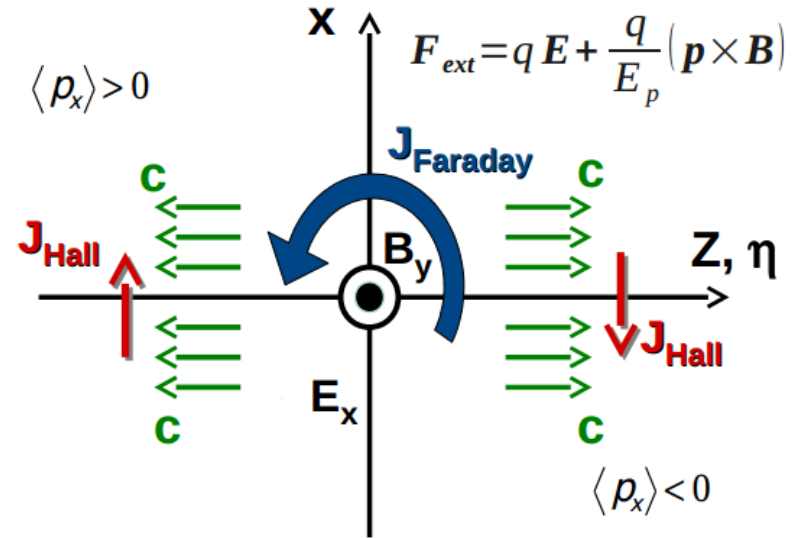 x
F_ext = q E + q/E_p (p × B)
⟨p_x⟩ > 0
J_Faraday
c
c
J_Hall
B_y
Z, η
J_Hall
E_x
c
c
⟨p_x⟩ < 0